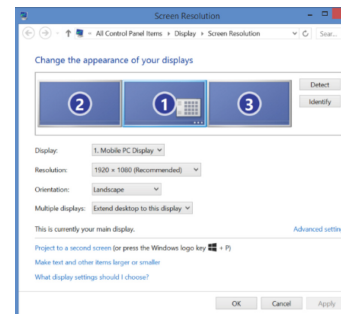 Screen Resolution
All Control Panel Items ▸ Display ▸ Screen Resolution
Sear...
Change the appearance of your displays
2 1 3
Detect
Identify
Display: 1. Mobile PC Display
Resolution: 1920 × 1080 (Recommended)
Orientation: Landscape
Multiple displays: Extend desktop to this display
This is currently your main display.
Advanced settin
Project to a second screen (or press the Windows logo key + P)
Make text and other items larger or smaller
What display settings should I choose?
OK Cancel Apply